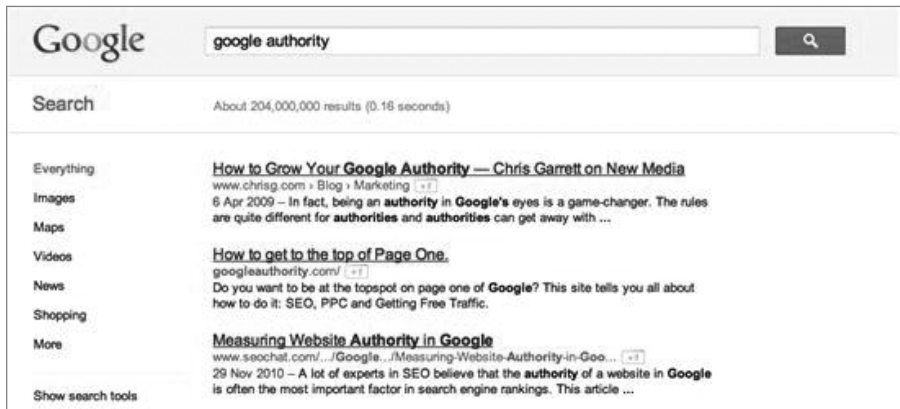 Google
google authority
Search
About 204,000,000 results (0.16 seconds)
Everything
Images
Maps
Videos
News
Shopping
More
Show search tools
How to Grow Your Google Authority — Chris Garrett on New Media
www.chrisg.com › Blog › Marketing +1
6 Apr 2009 – In fact, being an authority in Google's eyes is a game-changer. The rules
are quite different for authorities and authorities can get away with ...
How to get to the top of Page One.
googleauthority.com/ +1
Do you want to be at the topspot on page one of Google? This site tells you all about
how to do it: SEO, PPC and Getting Free Traffic.
Measuring Website Authority in Google
www.seochat.com/.../Google.../Measuring-Website-Authority-in-Goo... +1
29 Nov 2010 – A lot of experts in SEO believe that the authority of a website in Google
is often the most important factor in search engine rankings. This article ...